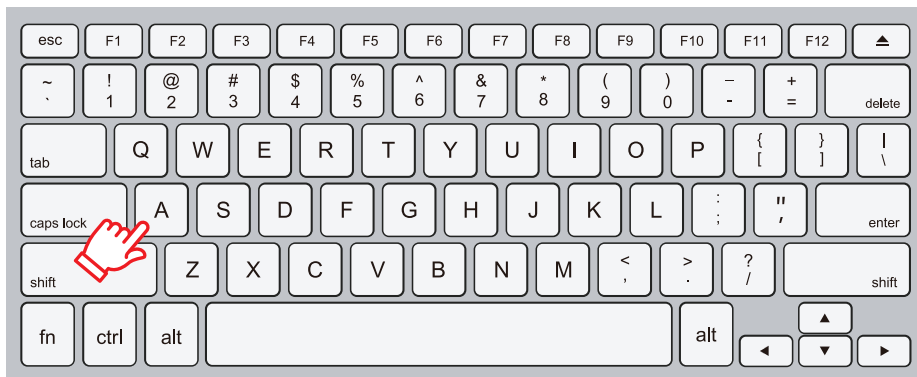 esc F1 F2 F3 F4 F5 F6 F7 F8 F9 F10 F11 F12
~ ! @ # $ % ^ & * ( ) – +
` 1 2 3 4 5 6 7 8 9 0 - = delete
tab Q W E R T Y U I O P { [ } ] | \
caps lock A S D F G H J K L : ; " ' enter
shift Z X C V B N M < , > . ? / shift
fn ctrl alt alt